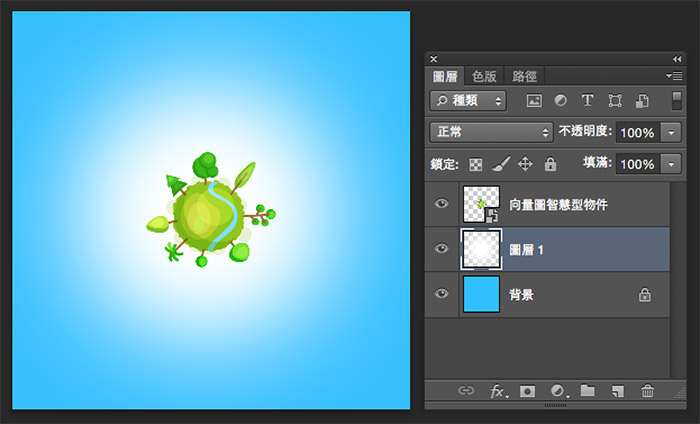 圖層 色版 路徑
種類 T
正常 不透明度: 100%
鎖定: 填滿: 100%
向量圖智慧型物件
圖層 1
背景
fx